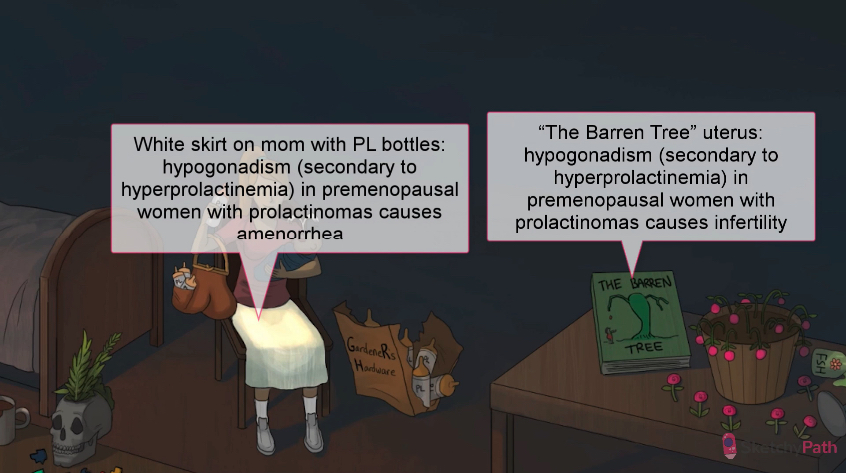 White skirt on mom with PL bottles:
hypogonadism (secondary to
hyperprolactinemia) in premenopausal
women with prolactinomas causes
amenorrhea
“The Barren Tree” uterus:
hypogonadism (secondary to
hyperprolactinemia) in
premenopausal women with
prolactinomas causes infertility
THE BARREN
TREE
GardeneRs
Hardware
PL
FSH
SketchyPath